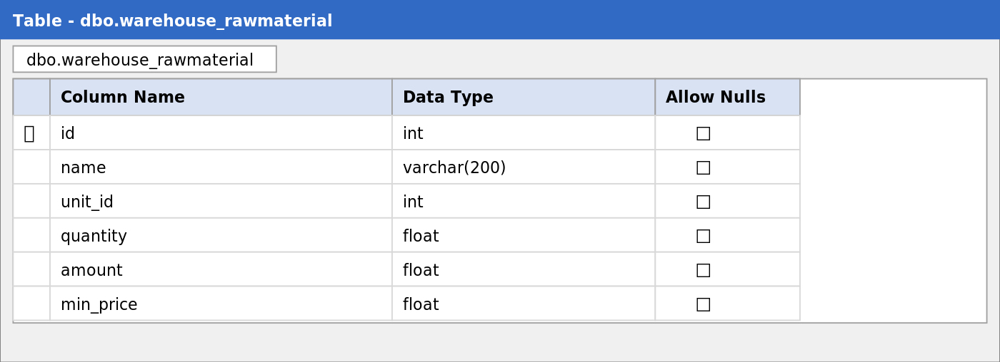 Table - dbo.warehouse_rawmaterial
dbo.warehouse_rawmaterial
Column Name Data Type Allow Nulls
id int ☐
name varchar(200) ☐
unit_id int ☐
quantity float ☐
amount float ☐
min_price float ☐